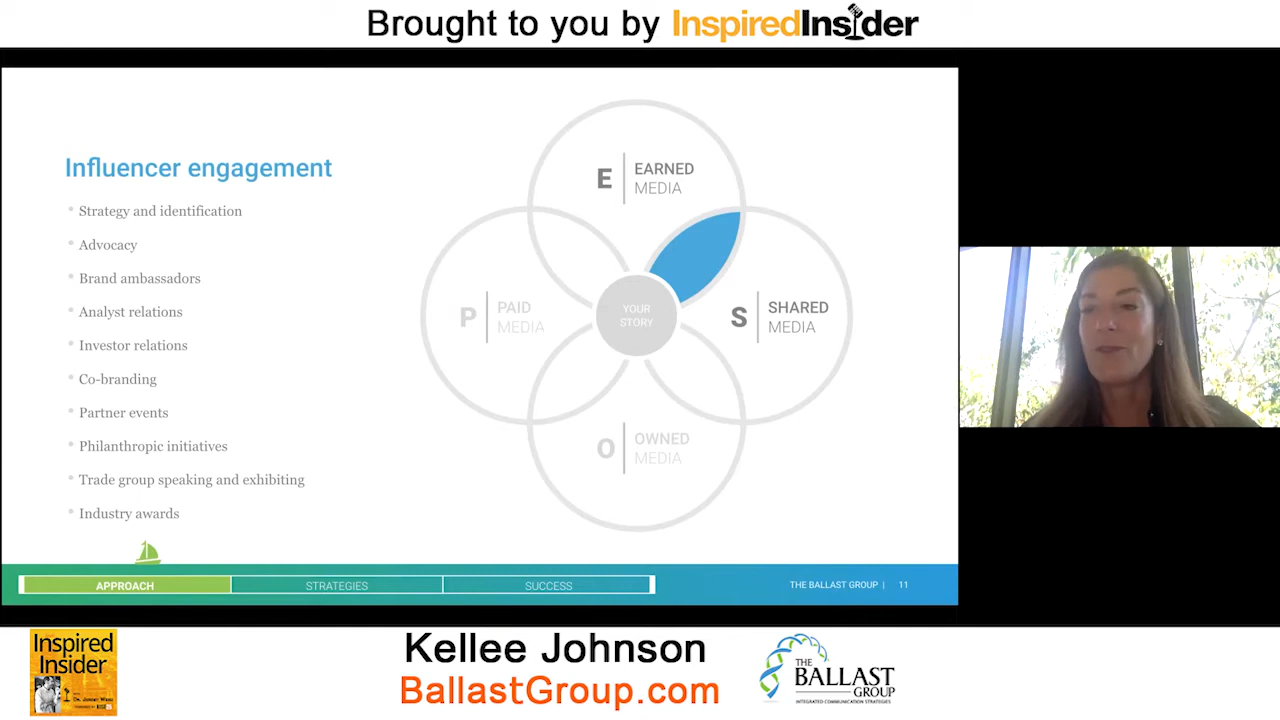 Brought to you by InspiredInsider
Influencer engagement
Strategy and identification
Advocacy
Brand ambassadors
Analyst relations
Investor relations
Co-branding
Partner events
Philanthropic initiatives
Trade group speaking and exhibiting
Industry awards
E EARNED
MEDIA
P PAID
MEDIA
YOUR
STORY
S SHARED
MEDIA
O OWNED
MEDIA
APPROACH
STRATEGIES
SUCCESS
THE BALLAST GROUP | 11
Inspired
Insider
Kellee Johnson
BallastGroup.com
THE
BALLAST
GROUP
INTEGRATED COMMUNICATION STRATEGIES